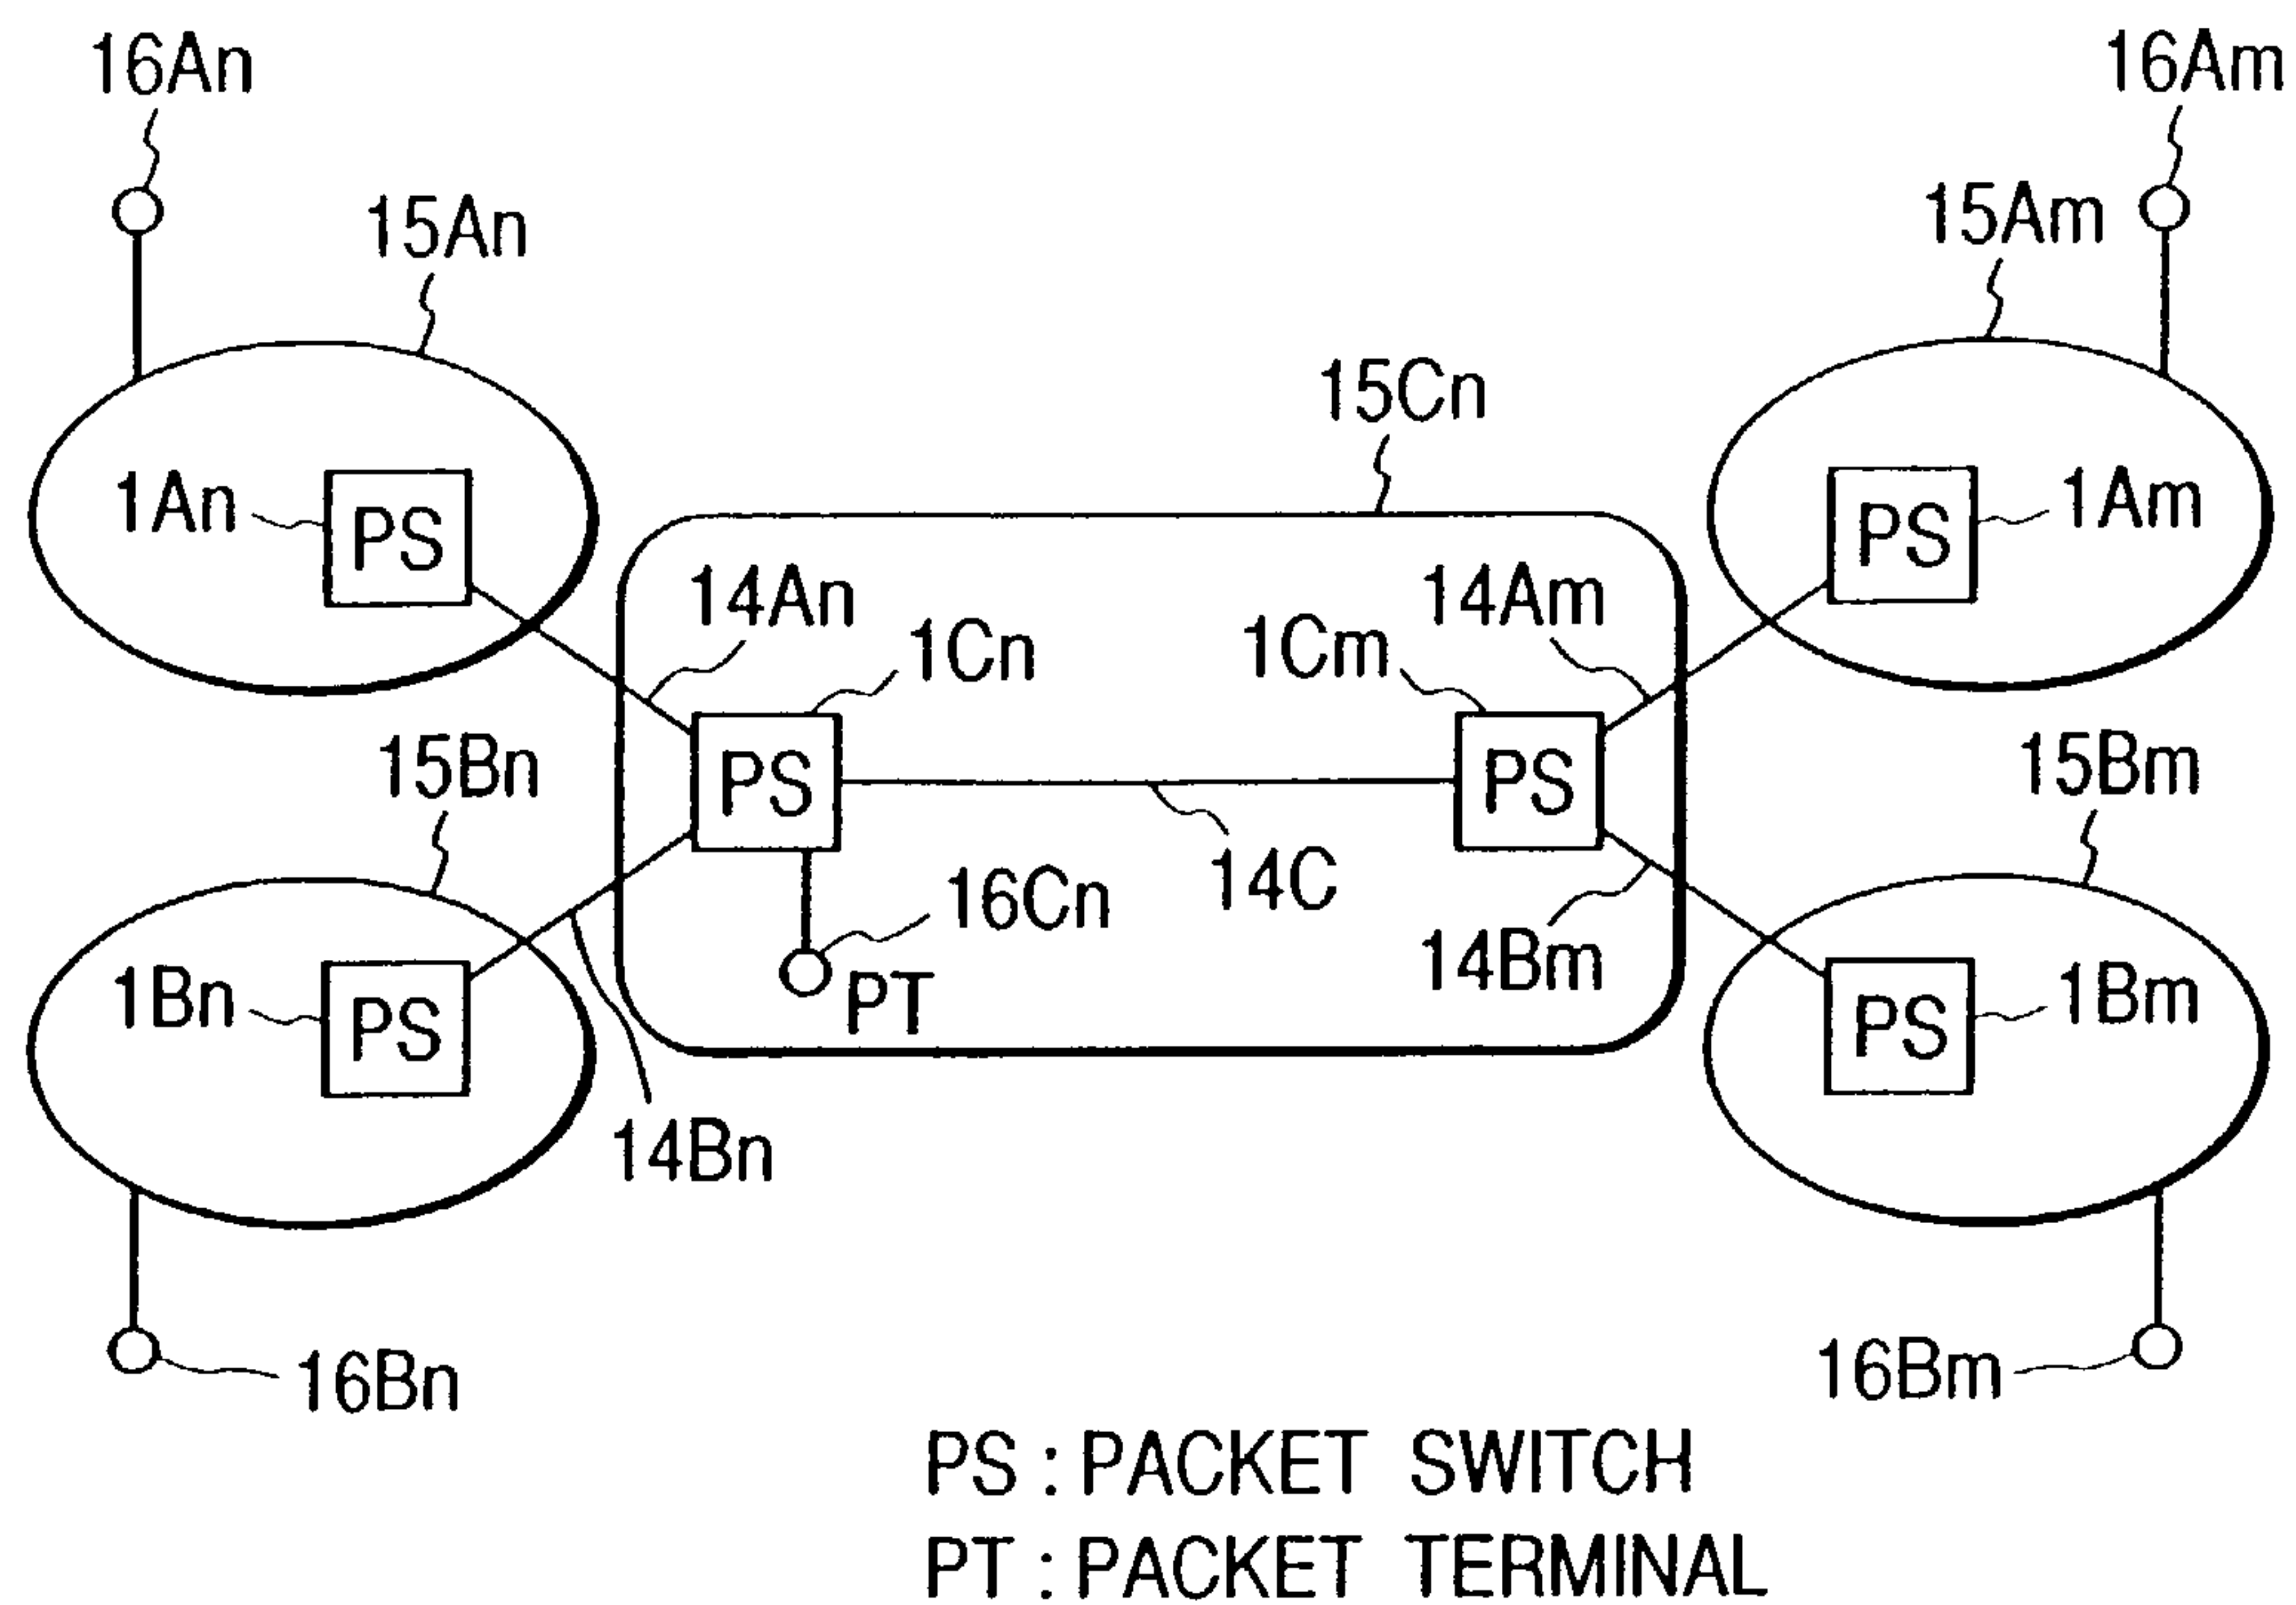 16An
16Am
15An
15Am
15Cn
1An
PS
PS
1Am
14An
14Am
1Cn
1Cm
15Bn
PS
PS
15Bm
14C
16Cn
14Bm
PT
1Bn
PS
PS
1Bm
14Bn
16Bn
16Bm
PS : PACKET SWITCH
PT : PACKET TERMINAL